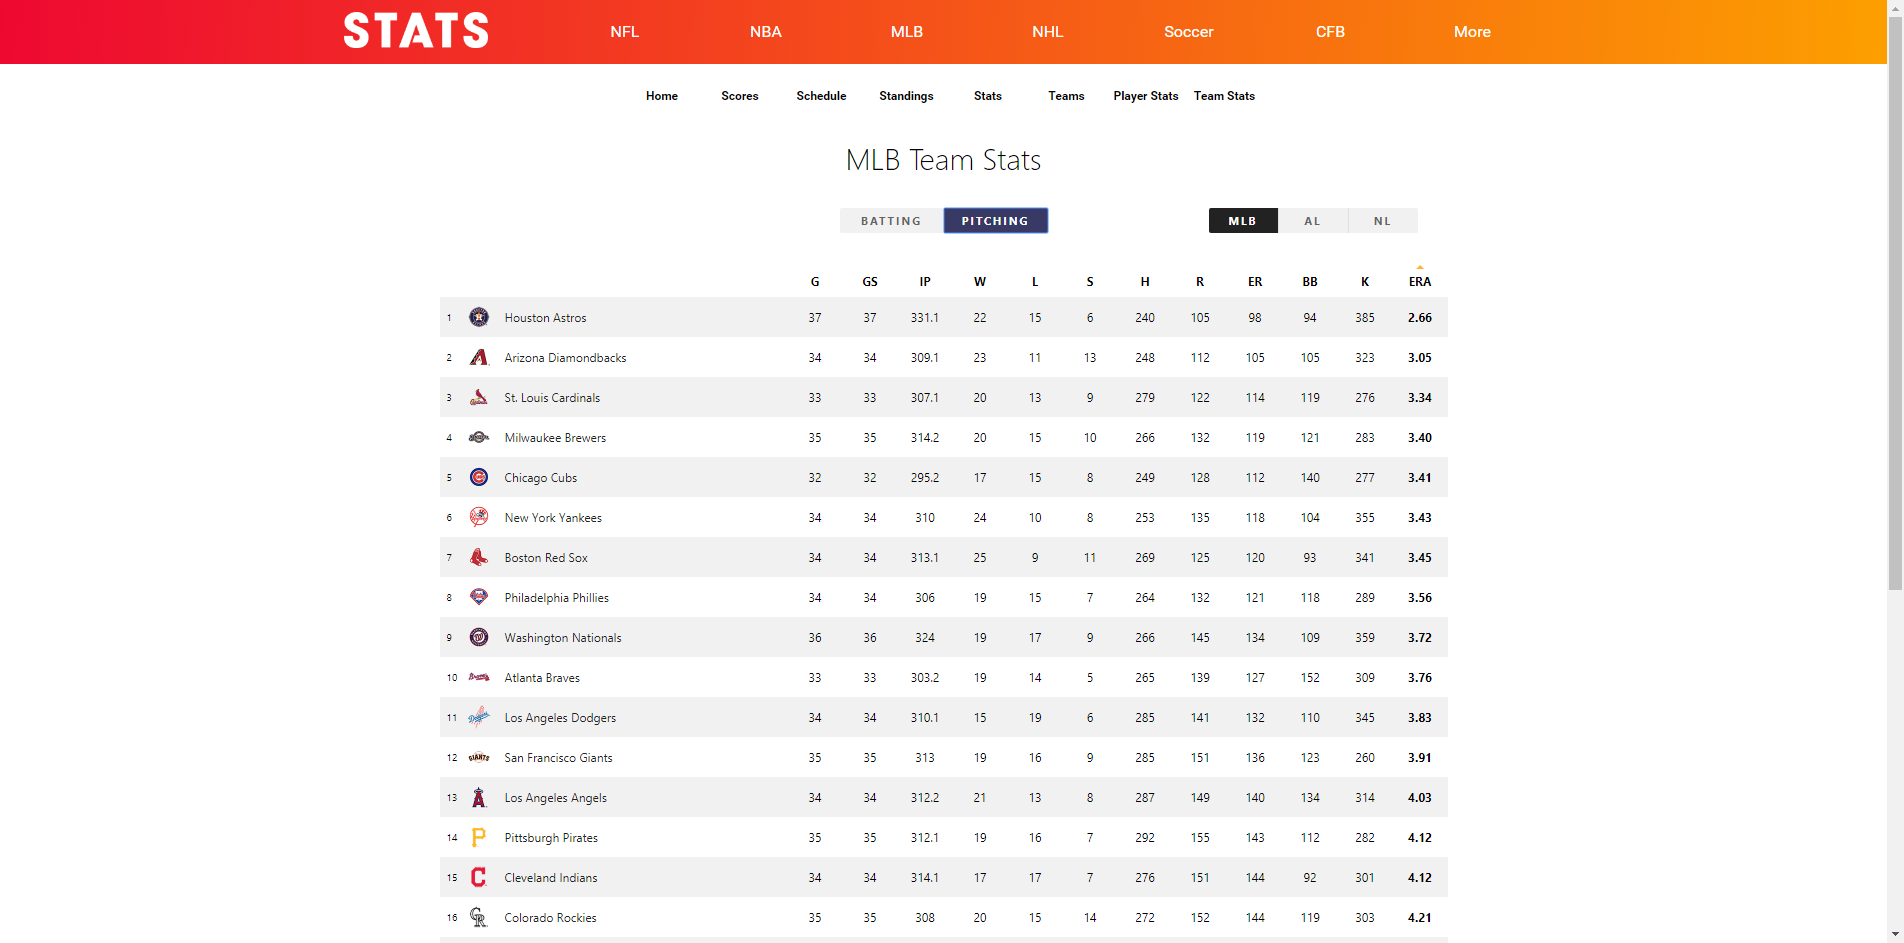 STATS NFL NBA MLB NHL Soccer CFB More
Home Scores Schedule Standings Stats Teams Player Stats Team Stats
MLB Team Stats
BATTING PITCHING MLB AL NL
G GS IP W L S H R ER BB K ERA
1 Houston Astros 37 37 331.1 22 15 6 240 105 98 94 385 2.66
2 Arizona Diamondbacks 34 34 309.1 23 11 13 248 112 105 105 323 3.05
3 St. Louis Cardinals 33 33 307.1 20 13 9 279 122 114 119 276 3.34
4 Milwaukee Brewers 35 35 314.2 20 15 10 266 132 119 121 283 3.40
5 Chicago Cubs 32 32 295.2 17 15 8 249 128 112 140 277 3.41
6 New York Yankees 34 34 310 24 10 8 253 135 118 104 355 3.43
7 Boston Red Sox 34 34 313.1 25 9 11 269 125 120 93 341 3.45
8 Philadelphia Phillies 34 34 306 19 15 7 264 132 121 118 289 3.56
9 Washington Nationals 36 36 324 19 17 9 266 145 134 109 359 3.72
10 Atlanta Braves 33 33 303.2 19 14 5 265 139 127 152 309 3.76
11 Los Angeles Dodgers 34 34 310.1 15 19 6 285 141 132 110 345 3.83
12 San Francisco Giants 35 35 313 19 16 9 285 151 136 123 260 3.91
13 Los Angeles Angels 34 34 312.2 21 13 8 287 149 140 134 314 4.03
14 Pittsburgh Pirates 35 35 312.1 19 16 7 292 155 143 112 282 4.12
15 Cleveland Indians 34 34 314.1 17 17 7 276 151 144 92 301 4.12
16 Colorado Rockies 35 35 308 20 15 14 272 152 144 119 303 4.21